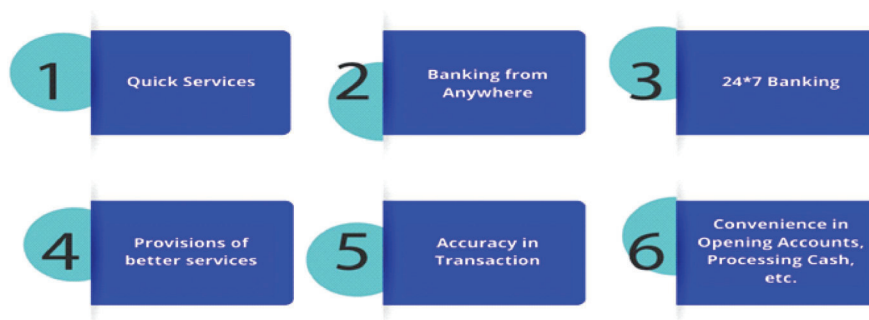 1
Quick Services
2
Banking from
Anywhere
3
24*7 Banking
4
Provisions of
better services
5
Accuracy in
Transaction
6
Convenience in
Opening Accounts,
Processing Cash,
etc.